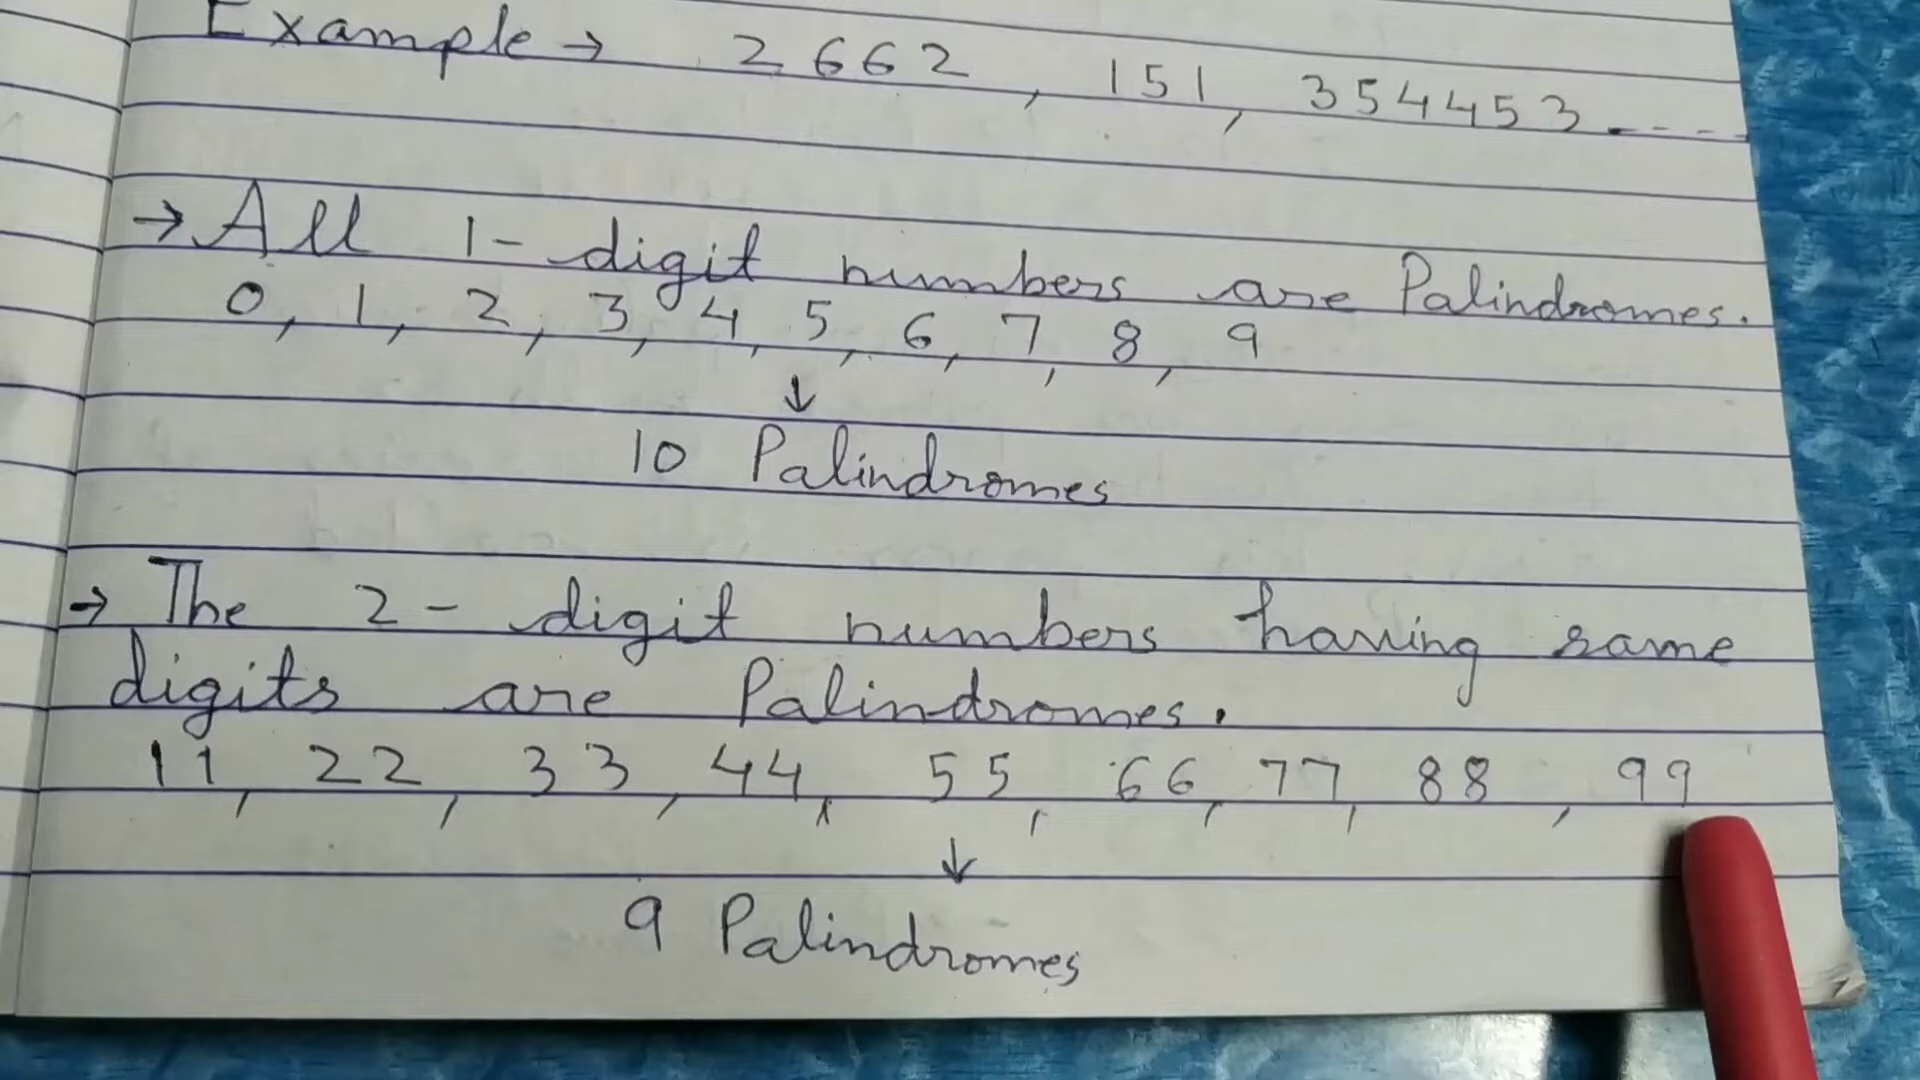 Example → 2662, 151, 354453----
→ All 1-digit numbers are Palindromes.
0, 1, 2, 3, 4, 5, 6, 7, 8, 9
↓
10 Palindromes
→ The 2-digit numbers having same
digits are Palindromes.
11, 22, 33, 44, 55, 66, 77, 88, 99
↓
9 Palindromes